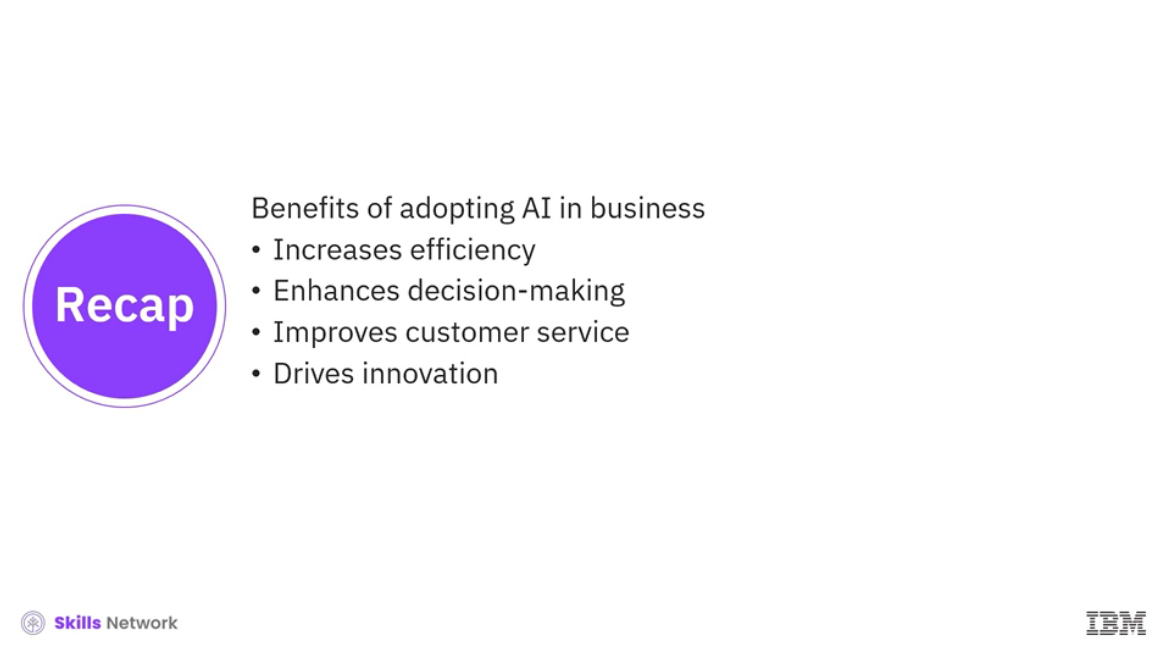 Recap
Benefits of adopting AI in business
• Increases efficiency
• Enhances decision-making
• Improves customer service
• Drives innovation
Skills Network
IBM